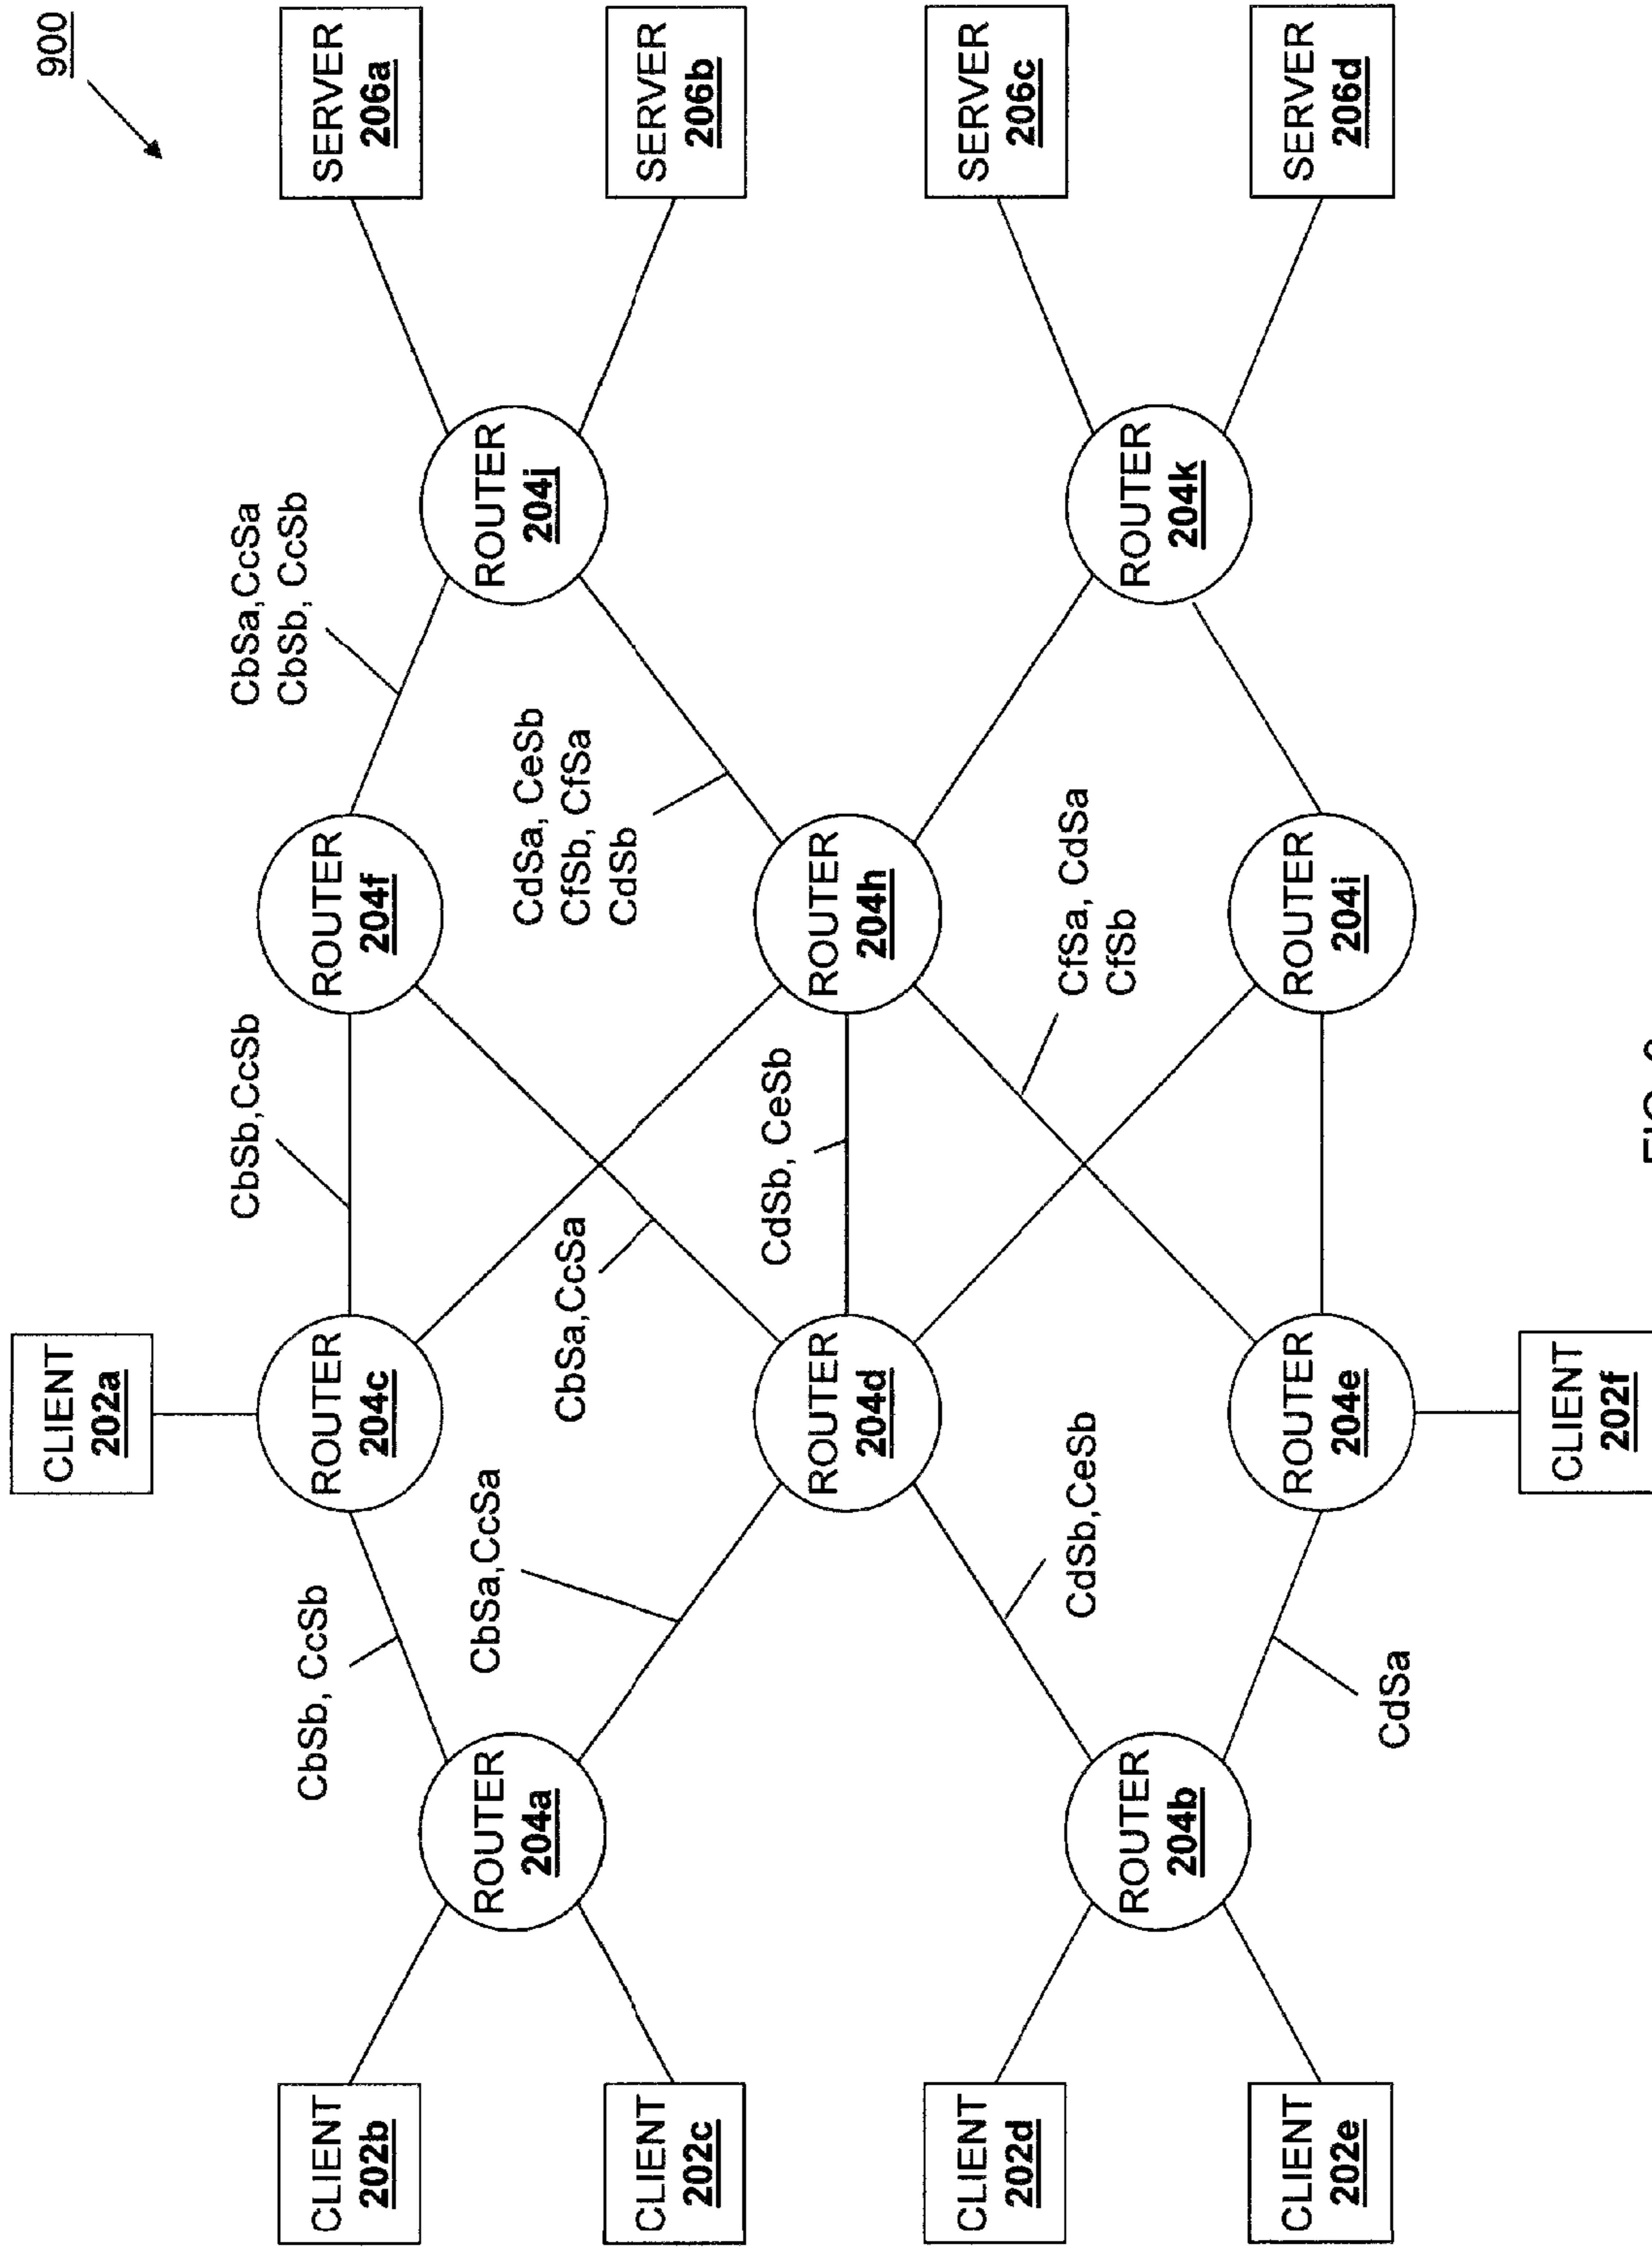 900
CLIENT
202a
CLIENT
202b
CbSb, CcSb
ROUTER
204c
CbSb,CcSb
ROUTER
204f
CbSa,CcSa
CbSb, CcSb
SERVER
206a
CLIENT
202c
ROUTER
204a
CbSa,CcSa
CbSa,CcSa
CdSa, CeSb
CfSb, CfSa
CdSb
ROUTER
204j
SERVER
206b
ROUTER
204d
CdSb, CeSb
ROUTER
204h
CLIENT
202d
ROUTER
204b
CdSb,CeSb
CfSa, CdSa
CfSb
ROUTER
204k
SERVER
206c
CLIENT
202e
CdSa
ROUTER
204e
ROUTER
204i
SERVER
206d
CLIENT
202f
FIG.